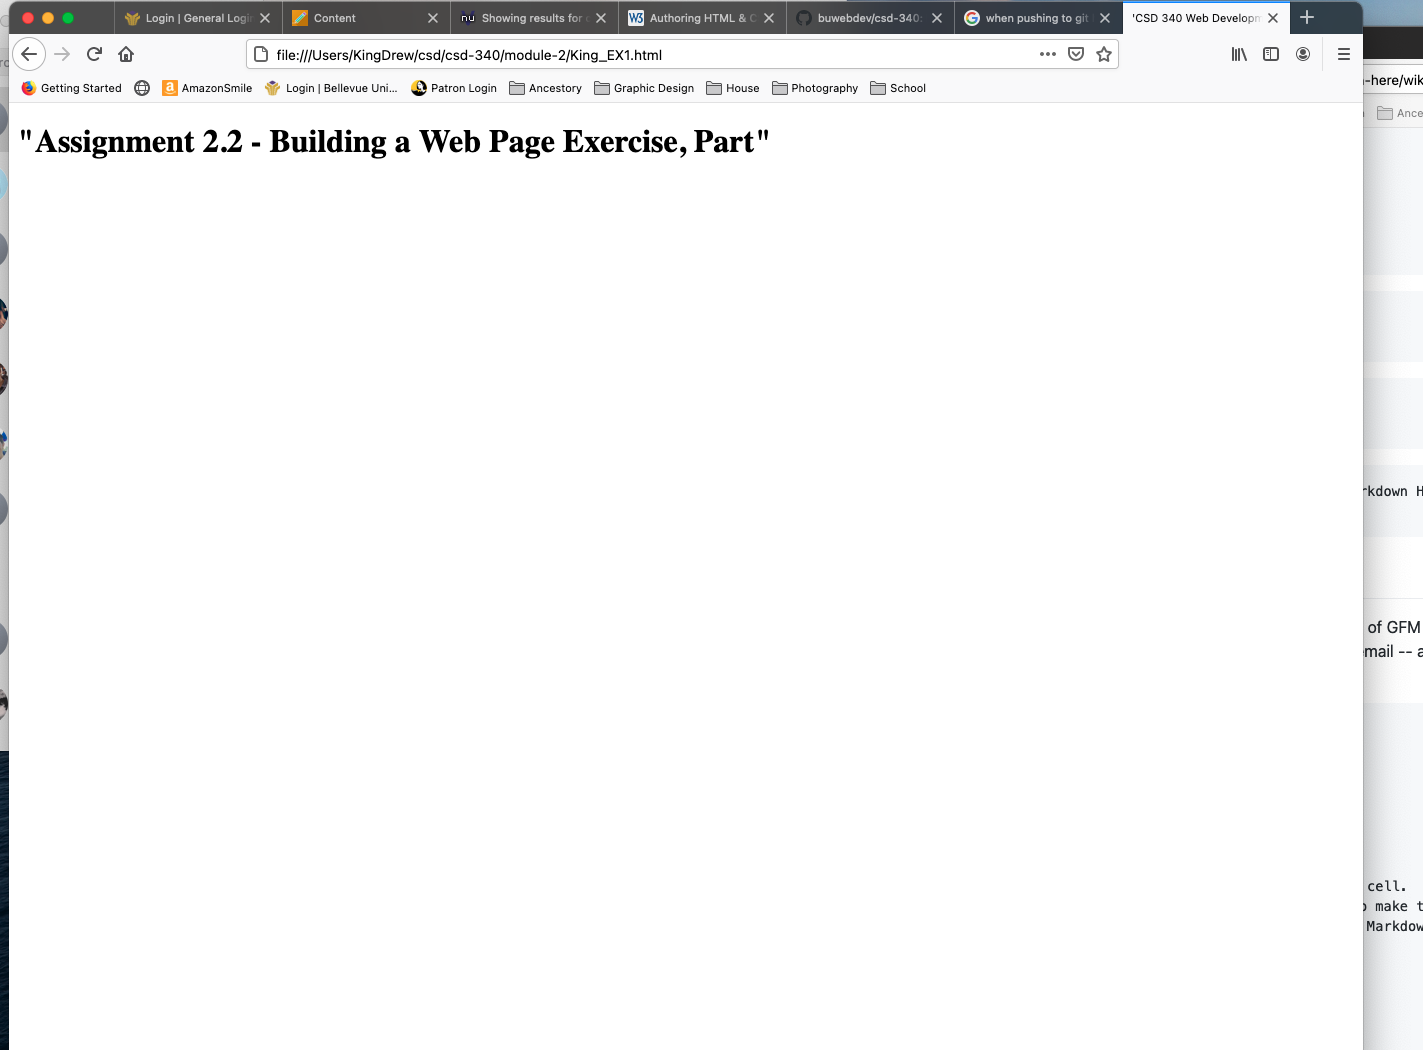 Login | General Logi
Content
nu Showing results for
W3 Authoring HTML & C
buwebdev/csd-340:
G when pushing to git
'CSD 340 Web Developm
file:///Users/KingDrew/csd/csd-340/module-2/King_EX1.html
-here/wik
Getting Started
a AmazonSmile
Login | Bellevue Uni...
Patron Login
Ancestory
Graphic Design
House
Photography
School
Ance
"Assignment 2.2 - Building a Web Page Exercise, Part"
rkdown H
of GFM
email -- a
cell.
make t
Markdow